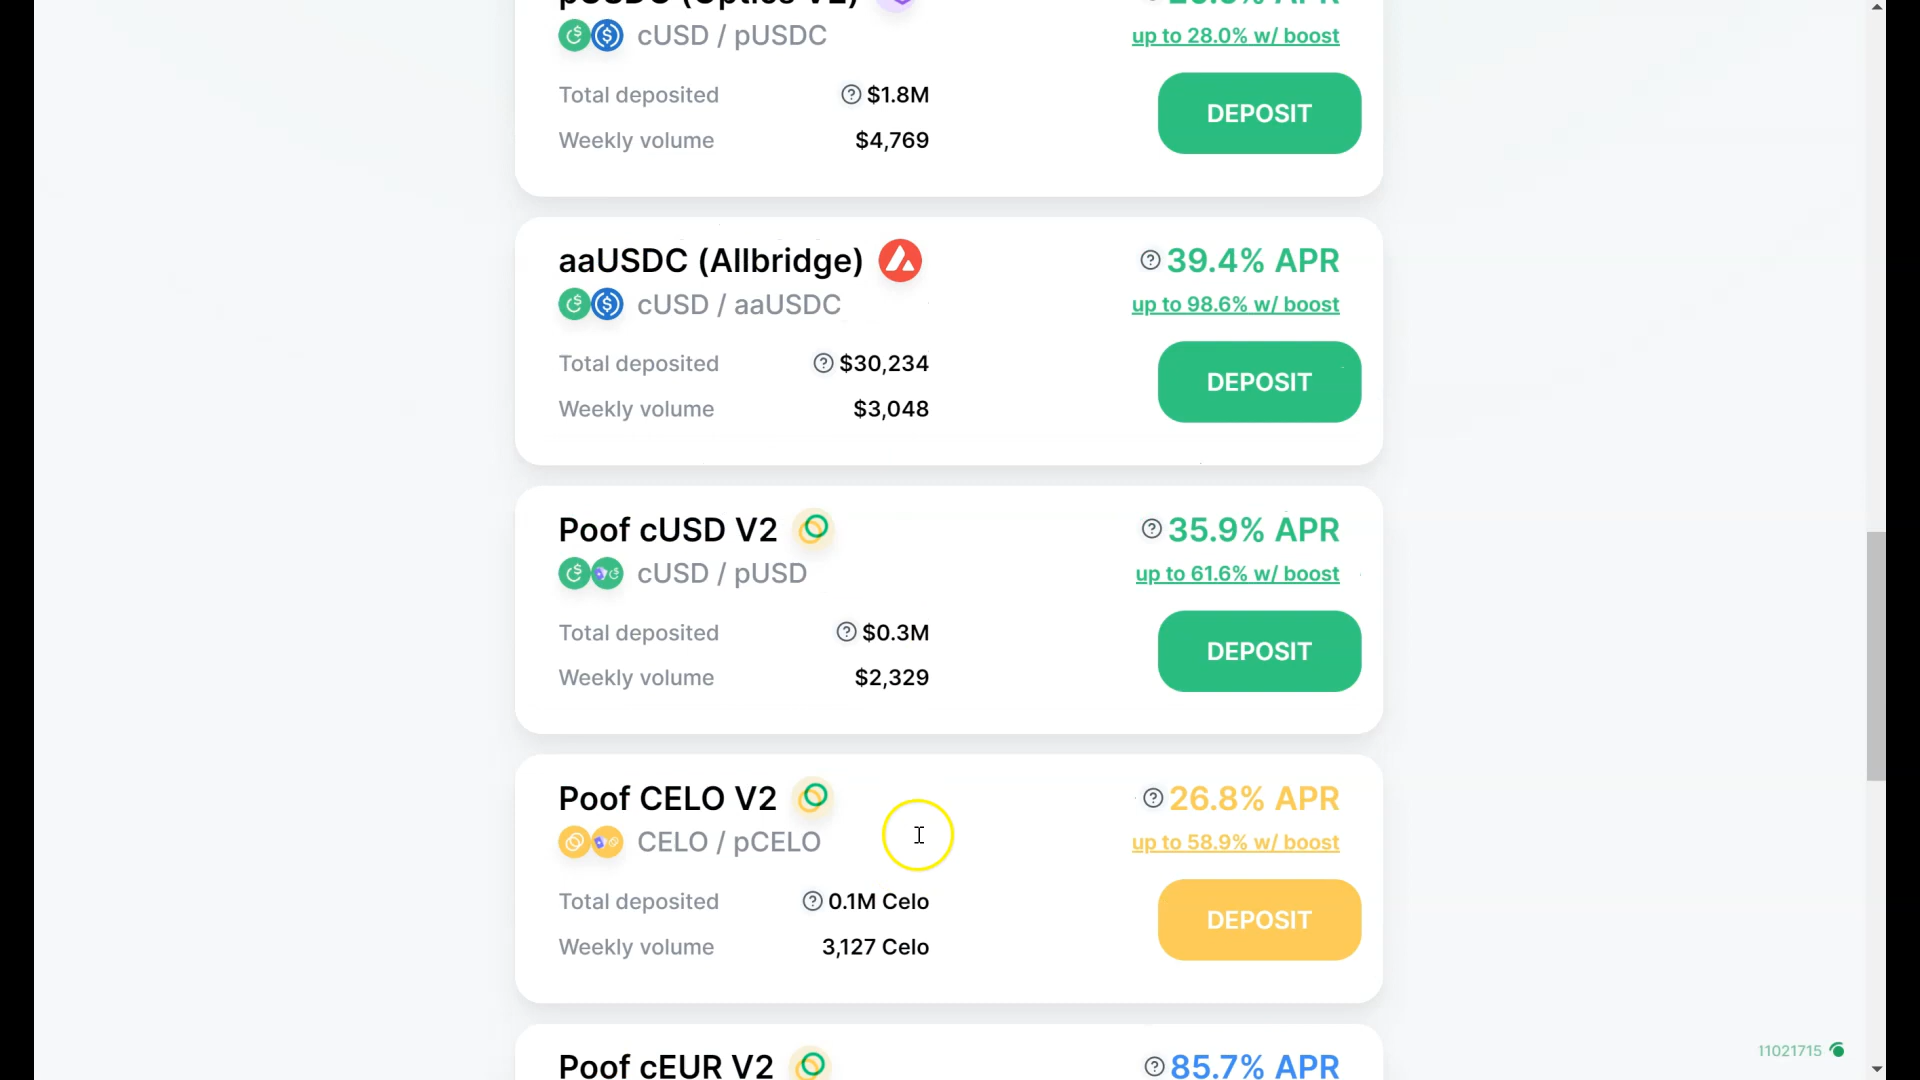 cUSD / pUSDC
up to 28.0% w/ boost
Total deposited
$1.8M
DEPOSIT
Weekly volume
$4,769
aaUSDC (Allbridge)
39.4% APR
cUSD / aaUSDC
up to 98.6% w/ boost
Total deposited
$30,234
DEPOSIT
Weekly volume
$3,048
Poof cUSD V2
35.9% APR
cUSD / pUSD
up to 61.6% w/ boost
Total deposited
$0.3M
DEPOSIT
Weekly volume
$2,329
Poof CELO V2
26.8% APR
CELO / pCELO
up to 58.9% w/ boost
Total deposited
0.1M Celo
DEPOSIT
Weekly volume
3,127 Celo
Poof cEUR V2
85.7% APR
11021715